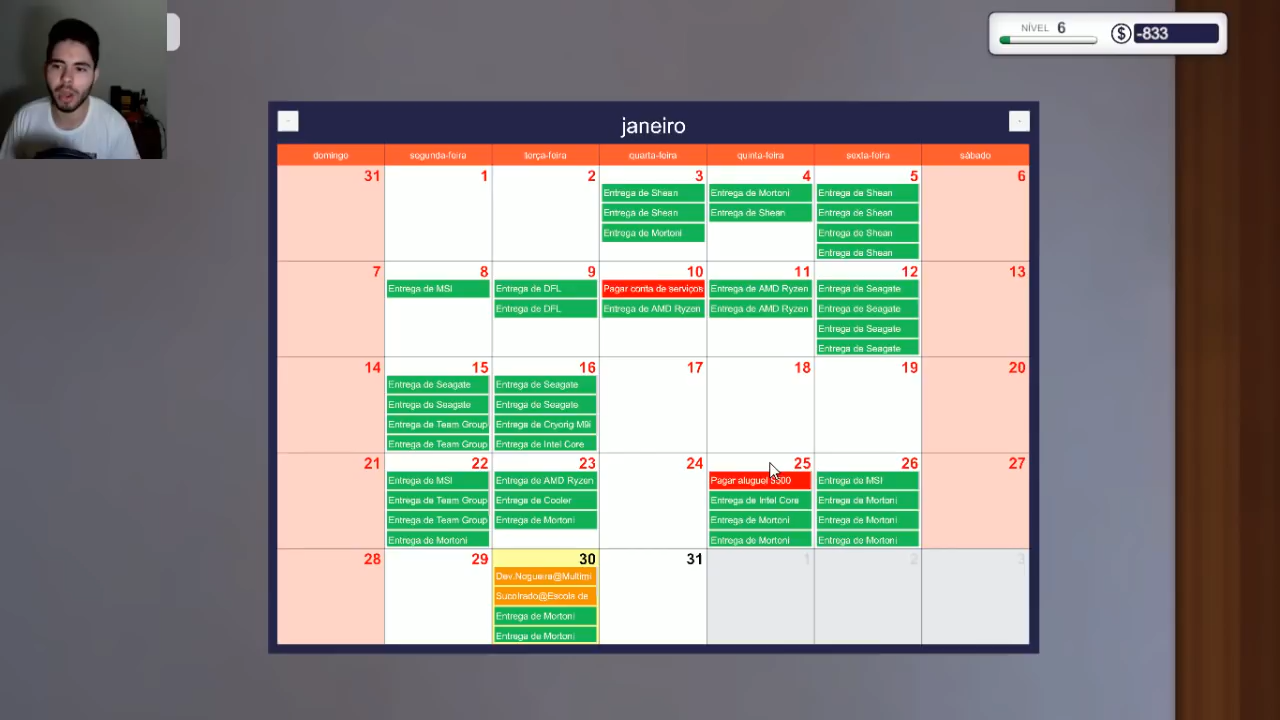 NÍVEL 6
$ -833
janeiro
domingo segunda-feira terça-feira quarta-feira quinta-feira sexta-feira sábado
31 1 2 3 4 5 6
Entrega de Shean Entrega de Mortoni Entrega de Shean
Entrega de Shean Entrega de Shean Entrega de Shean
Entrega de Mortoni Entrega de Shean
Entrega de Shean
7 8 9 10 11 12 13
Entrega de MSI Entrega de DFL Pagar conta de serviços Entrega de AMD Ryzen Entrega de Seagate
Entrega de DFL Entrega de AMD Ryzen Entrega de AMD Ryzen Entrega de Seagate
Entrega de Seagate
Entrega de Seagate
14 15 16 17 18 19 20
Entrega de Seagate Entrega de Seagate
Entrega de Seagate Entrega de Seagate
Entrega de Team Group Entrega de Cryorig M9i
Entrega de Team Group Entrega de Intel Core
21 22 23 24 25 26 27
Entrega de MSI Entrega de AMD Ryzen Pagar aluguel Entrega de MSI
Entrega de Team Group Entrega de Cooler Entrega de Intel Core Entrega de Mortoni
Entrega de Team Group Entrega de Mortoni Entrega de Mortoni Entrega de Mortoni
Entrega de Mortoni Entrega de Mortoni Entrega de Mortoni
28 29 30 31 1 2 3
Dev.Nogueira@Multimi
Sucolrado@Escola de
Entrega de Mortoni
Entrega de Mortoni